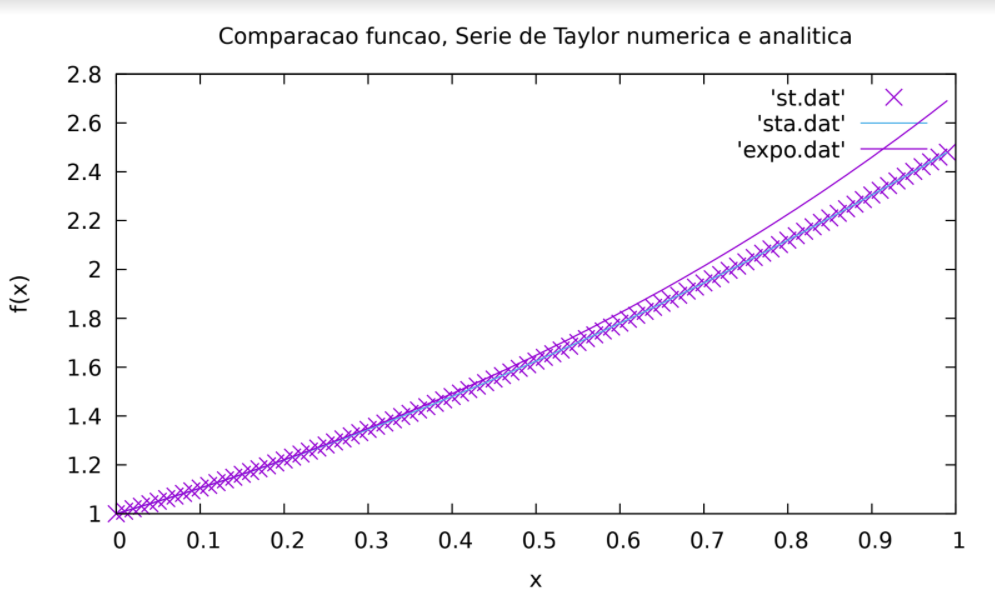 Comparacao funcao, Serie de Taylor numerica e analitica
2.8
2.6
2.4
2.2
2
1.8
1.6
1.4
1.2
1
f(x)
'st.dat'
'sta.dat'
'expo.dat'
0 0.1 0.2 0.3 0.4 0.5 0.6 0.7 0.8 0.9 1
x